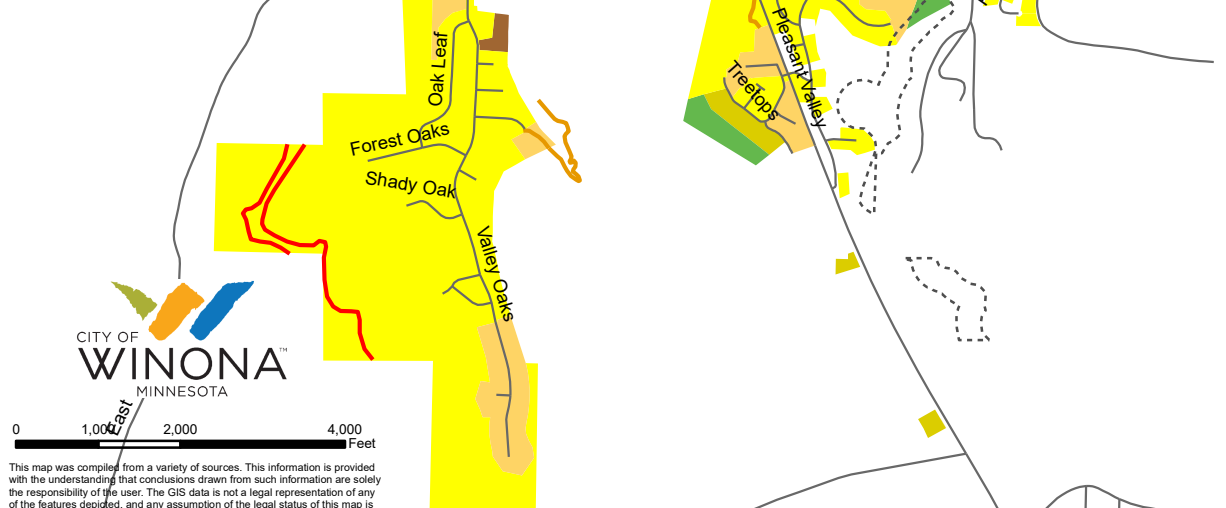 Oak Leaf
Forest Oaks
Shady Oak
Valley Oaks
Pleasant Valley
Treetops
CITY OF
WINONA™
MINNESOTA
East
0 1,000 2,000 4,000
Feet
This map was compiled from a variety of sources. This information is provided
with the understanding that conclusions drawn from such information are solely
the responsibility of the user. The GIS data is not a legal representation of any
of the features depicted, and any assumption of the legal status of this map is